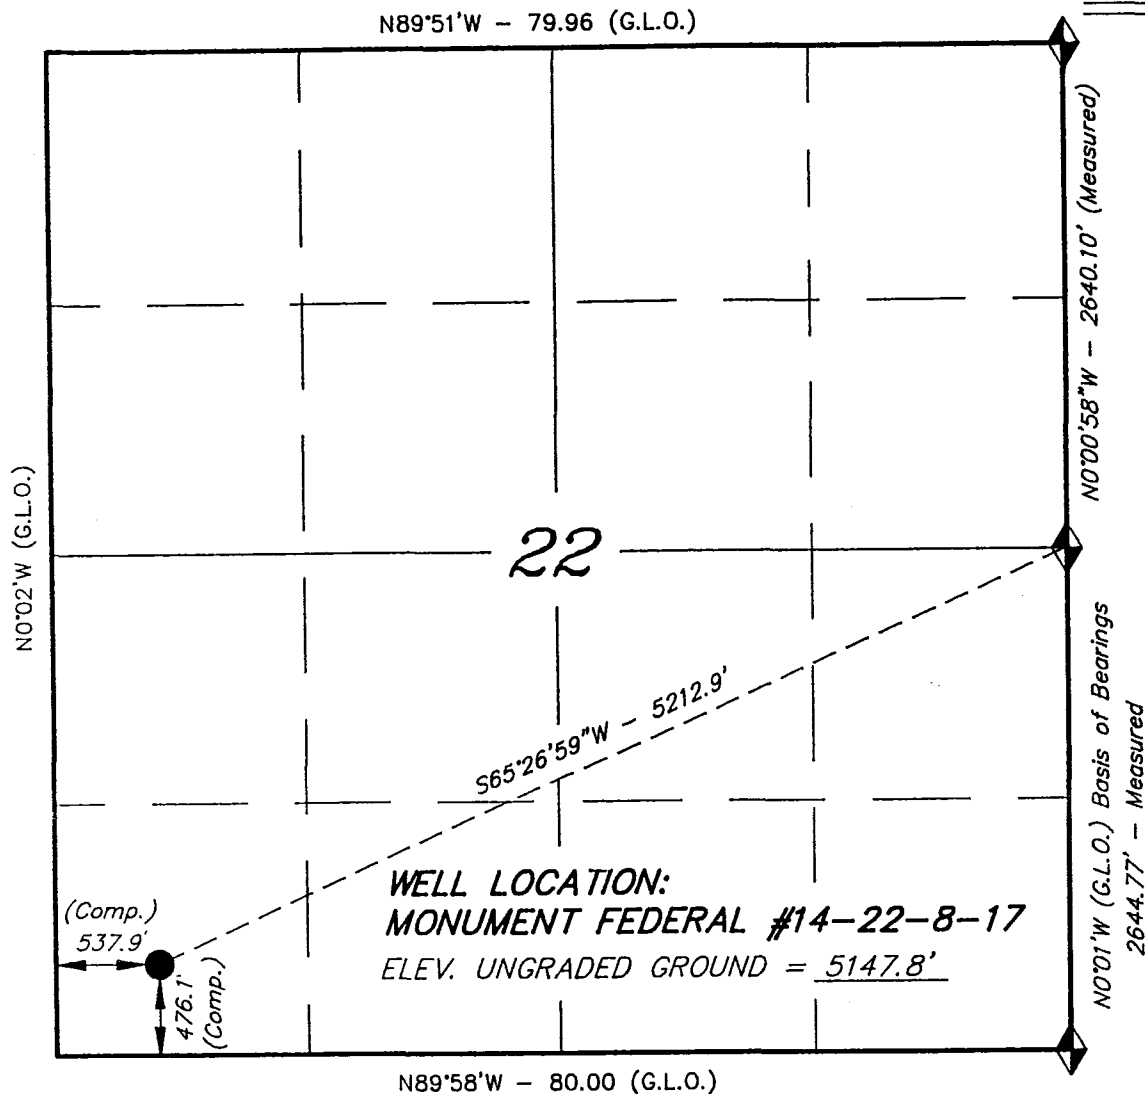 N89°51'W – 79.96 (G.L.O.)
N0°00'58"W – 2640.10' (Measured)
N0°02'W (G.L.O.)
22
S65°26'59"W – 5212.9'
N0°01'W (G.L.O.) Basis of Bearings
2644.77' – Measured
WELL LOCATION:
MONUMENT FEDERAL #14–22–8–17
ELEV. UNGRADED GROUND = 5147.8'
(Comp.)
537.9'
476.1'
(Comp.)
N89°58'W – 80.00 (G.L.O.)